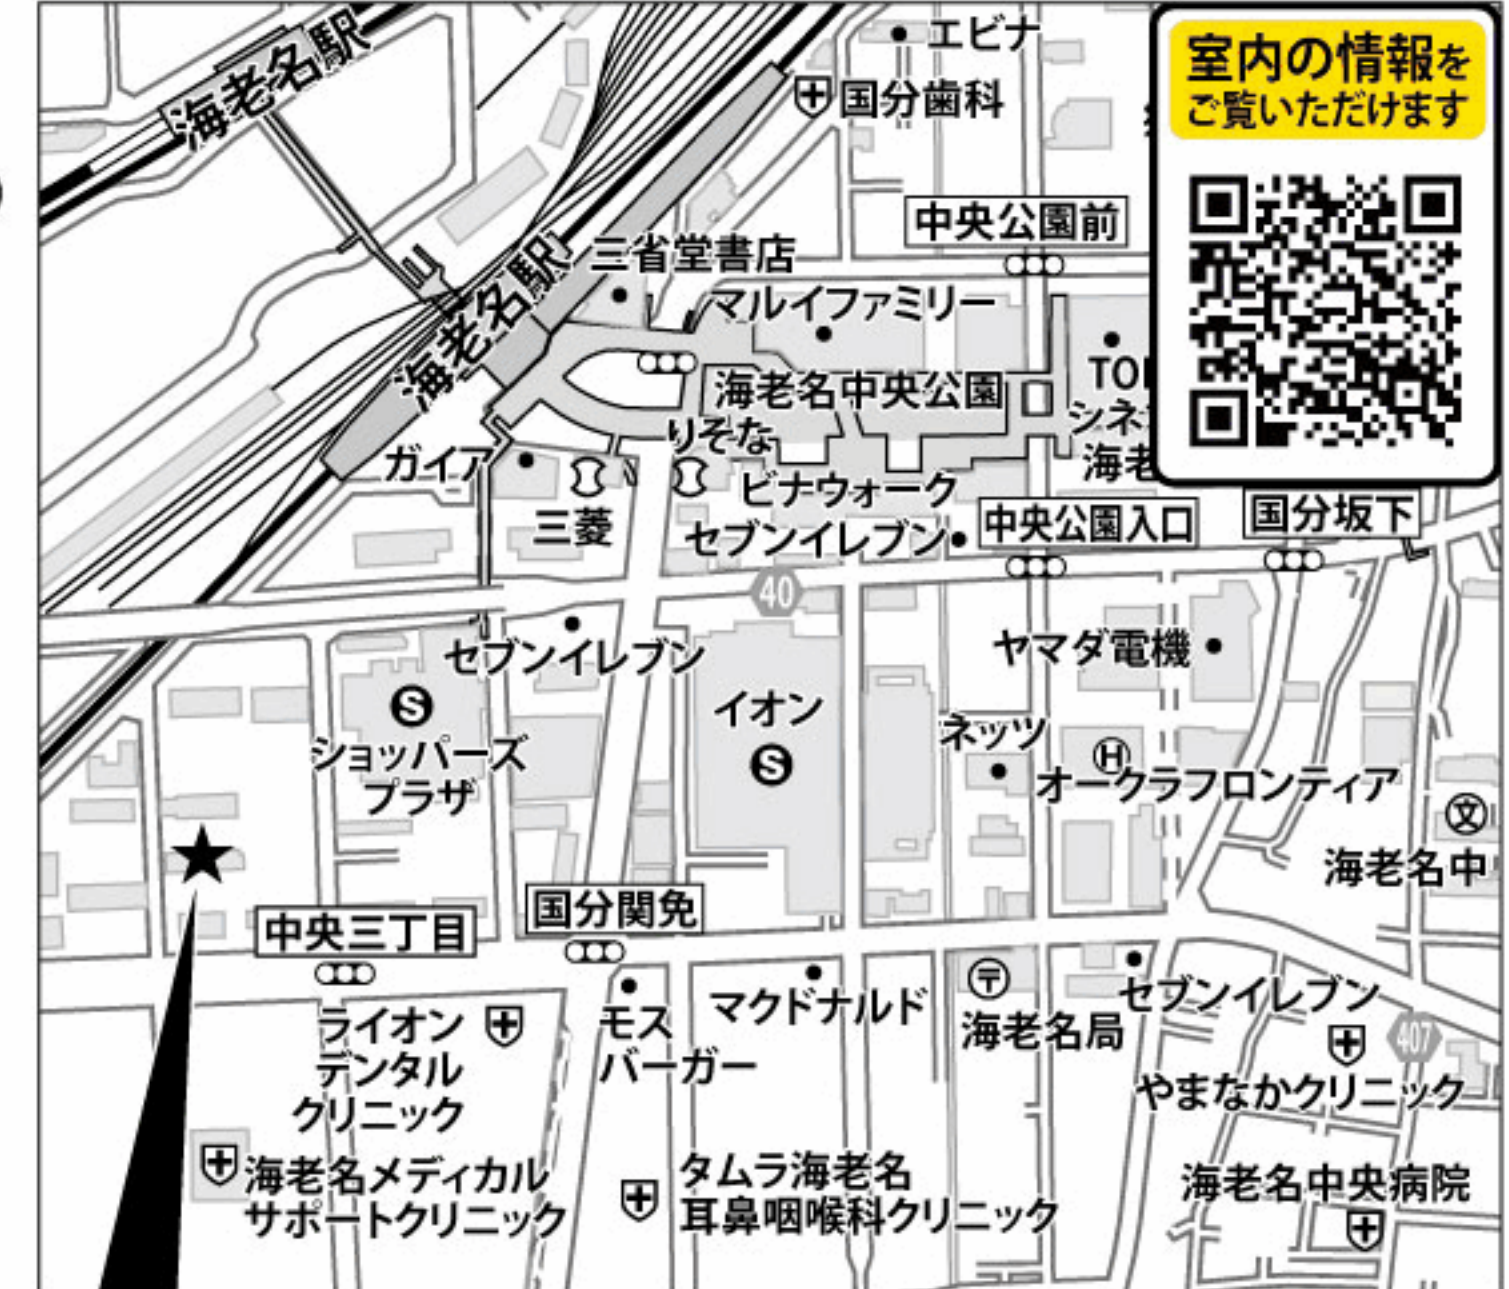 海老名駅
エビナ
国分歯科
室内の情報を
ご覧いただけます
中央公園前
三省堂書店
海老名駅
マルイファミリー
海老名中央公園
TO
シネ
海老
りそな
ガイア
ビナウォーク
三菱
セブンイレブン
中央公園入口
国分坂下
40
セブンイレブン
ヤマダ電機
S
イオン
S
ネッツ
ショッパーズ
プラザ
H
オークラフロンティア
文
海老名中
中央三丁目
国分関免
〒
海老名局
セブンイレブン
マクドナルド
モス
バーガー
ライオン
デンタル
クリニック
407
やまなかクリニック
海老名メディカル
サポートクリニック
タムラ海老名
耳鼻咽喉科クリニック
海老名中央病院